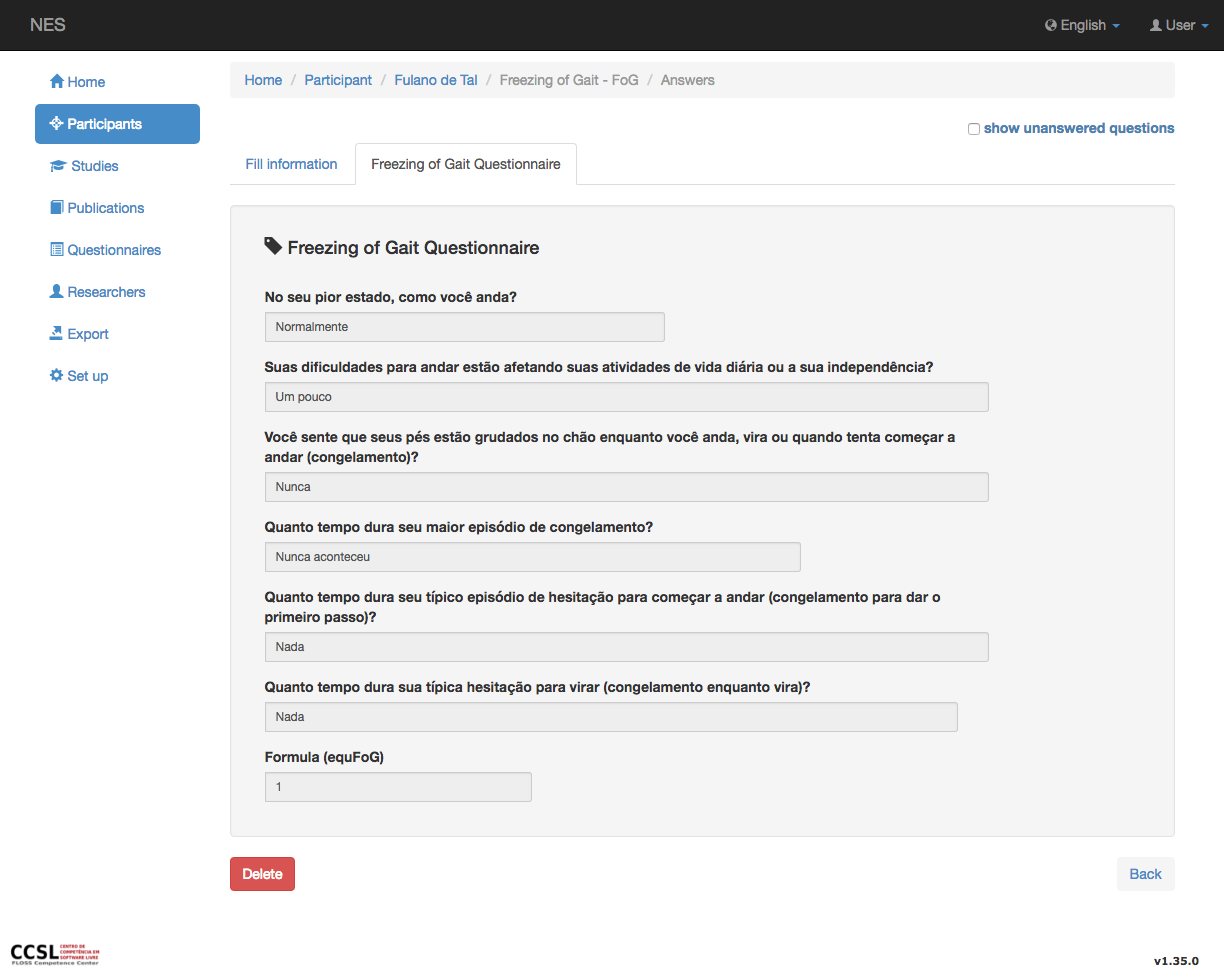 NES
English
User
Home
Participants
Studies
Publications
Questionnaires
Researchers
Export
Set up
Home / Participant / Fulano de Tal / Freezing of Gait - FoG / Answers
show unanswered questions
Fill information
Freezing of Gait Questionnaire
Freezing of Gait Questionnaire
No seu pior estado, como você anda?
Normalmente
Suas dificuldades para andar estão afetando suas atividades de vida diária ou a sua independência?
Um pouco
Você sente que seus pés estão grudados no chão enquanto você anda, vira ou quando tenta começar a
andar (congelamento)?
Nunca
Quanto tempo dura seu maior episódio de congelamento?
Nunca aconteceu
Quanto tempo dura seu típico episódio de hesitação para começar a andar (congelamento para dar o
primeiro passo)?
Nada
Quanto tempo dura sua típica hesitação para virar (congelamento enquanto vira)?
Nada
Formula (equFoG)
1
Delete
Back
CCSL
CENTRO DE
COMPETÊNCIA EM
SOFTWARE LIVRE
FLOSS Competence Center
v1.35.0